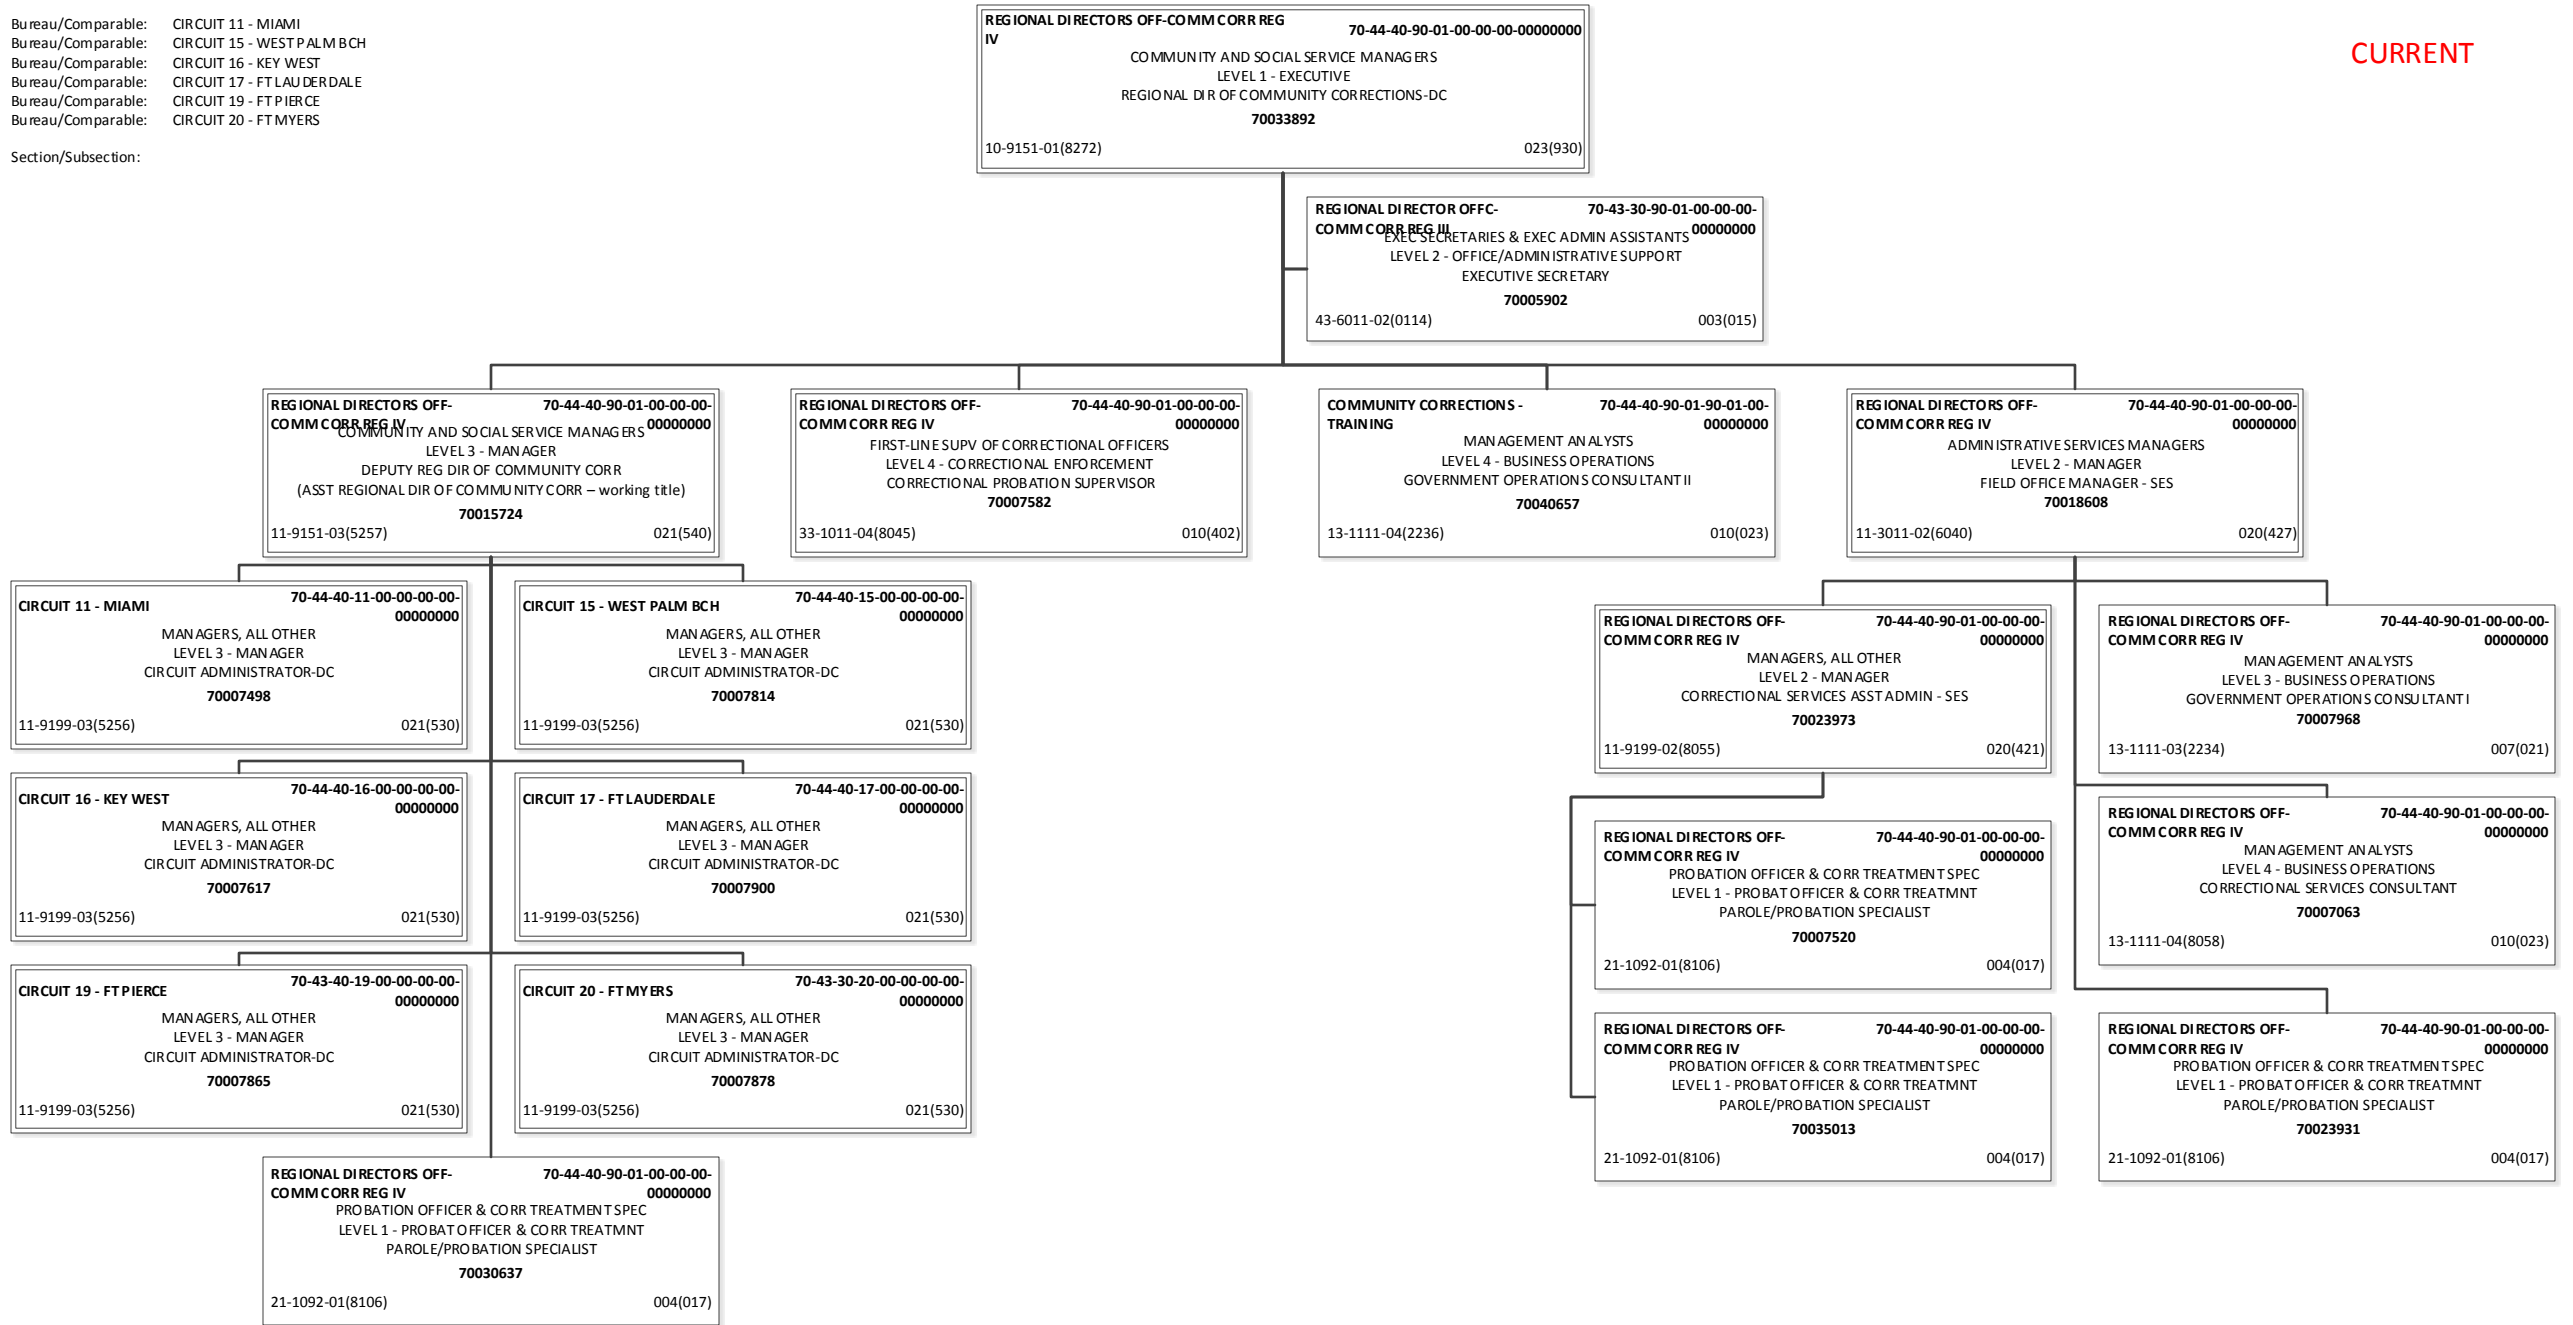 Bureau/Comparable: CIRCUIT 11 - MIAMI
Bureau/Comparable: CIRCUIT 15 - WEST PALM BCH
Bureau/Comparable: CIRCUIT 16 - KEY WEST
Bureau/Comparable: CIRCUIT 17 - FT LAUDERDALE
Bureau/Comparable: CIRCUIT 19 - FT PIERCE
Bureau/Comparable: CIRCUIT 20 - FT MYERS
Section/Subsection:
CURRENT
REGIONAL DIRECTORS OFF-COMM CORR REG
IV
70-44-40-90-01-00-00-00-00000000
COMMUNITY AND SOCIAL SERVICE MANAGERS
LEVEL 1 - EXECUTIVE
REGIONAL DIR OF COMMUNITY CORRECTIONS-DC
70033892
10-9151-01(8272) 023(930)
REGIONAL DIRECTOR OFFC- 70-43-30-90-01-00-00-00-
COMM CORR REG III 00000000
EXEC SECRETARIES & EXEC ADMIN ASSISTANTS
LEVEL 2 - OFFICE/ADMINISTRATIVE SUPPORT
EXECUTIVE SECRETARY
70005902
43-6011-02(0114) 003(015)
REGIONAL DIRECTORS OFF- 70-44-40-90-01-00-00-00-
COMM CORR REG IV 00000000
COMMUNITY AND SOCIAL SERVICE MANAGERS
LEVEL 3 - MANAGER
DEPUTY REG DIR OF COMMUNITY CORR
(ASST REGIONAL DIR OF COMMUNITY CORR – working title)
70015724
11-9151-03(5257) 021(540)
REGIONAL DIRECTORS OFF- 70-44-40-90-01-00-00-00-
COMM CORR REG IV 00000000
FIRST-LINE SUPV OF CORRECTIONAL OFFICERS
LEVEL 4 - CORRECTIONAL ENFORCEMENT
CORRECTIONAL PROBATION SUPERVISOR
70007582
33-1011-04(8045) 010(402)
COMMUNITY CORRECTIONS - 70-44-40-90-01-90-01-00-
TRAINING 00000000
MANAGEMENT ANALYSTS
LEVEL 4 - BUSINESS OPERATIONS
GOVERNMENT OPERATIONS CONSULTANT II
70040657
13-1111-04(2236) 010(023)
REGIONAL DIRECTORS OFF- 70-44-40-90-01-00-00-00-
COMM CORR REG IV 00000000
ADMINISTRATIVE SERVICES MANAGERS
LEVEL 2 - MANAGER
FIELD OFFICE MANAGER - SES
70018608
11-3011-02(6040) 020(427)
CIRCUIT 11 - MIAMI 70-44-40-11-00-00-00-00-
00000000
MANAGERS, ALL OTHER
LEVEL 3 - MANAGER
CIRCUIT ADMINISTRATOR-DC
70007498
11-9199-03(5256) 021(530)
CIRCUIT 15 - WEST PALM BCH 70-44-40-15-00-00-00-00-
00000000
MANAGERS, ALL OTHER
LEVEL 3 - MANAGER
CIRCUIT ADMINISTRATOR-DC
70007814
11-9199-03(5256) 021(530)
REGIONAL DIRECTORS OFF- 70-44-40-90-01-00-00-00-
COMM CORR REG IV 00000000
MANAGERS, ALL OTHER
LEVEL 2 - MANAGER
CORRECTIONAL SERVICES ASST ADMIN - SES
70023973
11-9199-02(8055) 020(421)
REGIONAL DIRECTORS OFF- 70-44-40-90-01-00-00-00-
COMM CORR REG IV 00000000
MANAGEMENT ANALYSTS
LEVEL 3 - BUSINESS OPERATIONS
GOVERNMENT OPERATIONS CONSULTANT I
70007968
13-1111-03(2234) 007(021)
CIRCUIT 16 - KEY WEST 70-44-40-16-00-00-00-00-
00000000
MANAGERS, ALL OTHER
LEVEL 3 - MANAGER
CIRCUIT ADMINISTRATOR-DC
70007617
11-9199-03(5256) 021(530)
CIRCUIT 17 - FT LAUDERDALE 70-44-40-17-00-00-00-00-
00000000
MANAGERS, ALL OTHER
LEVEL 3 - MANAGER
CIRCUIT ADMINISTRATOR-DC
70007900
11-9199-03(5256) 021(530)
REGIONAL DIRECTORS OFF- 70-44-40-90-01-00-00-00-
COMM CORR REG IV 00000000
PROBATION OFFICER & CORR TREATMENT SPEC
LEVEL 1 - PROBAT OFFICER & CORR TREATMNT
PAROLE/PROBATION SPECIALIST
70007520
21-1092-01(8106) 004(017)
REGIONAL DIRECTORS OFF- 70-44-40-90-01-00-00-00-
COMM CORR REG IV 00000000
MANAGEMENT ANALYSTS
LEVEL 4 - BUSINESS OPERATIONS
CORRECTIONAL SERVICES CONSULTANT
70007063
13-1111-04(8058) 010(023)
CIRCUIT 19 - FT PIERCE 70-43-40-19-00-00-00-00-
00000000
MANAGERS, ALL OTHER
LEVEL 3 - MANAGER
CIRCUIT ADMINISTRATOR-DC
70007865
11-9199-03(5256) 021(530)
CIRCUIT 20 - FT MYERS 70-43-30-20-00-00-00-00-
00000000
MANAGERS, ALL OTHER
LEVEL 3 - MANAGER
CIRCUIT ADMINISTRATOR-DC
70007878
11-9199-03(5256) 021(530)
REGIONAL DIRECTORS OFF- 70-44-40-90-01-00-00-00-
COMM CORR REG IV 00000000
PROBATION OFFICER & CORR TREATMENT SPEC
LEVEL 1 - PROBAT OFFICER & CORR TREATMNT
PAROLE/PROBATION SPECIALIST
70035013
21-1092-01(8106) 004(017)
REGIONAL DIRECTORS OFF- 70-44-40-90-01-00-00-00-
COMM CORR REG IV 00000000
PROBATION OFFICER & CORR TREATMENT SPEC
LEVEL 1 - PROBAT OFFICER & CORR TREATMNT
PAROLE/PROBATION SPECIALIST
70023931
21-1092-01(8106) 004(017)
REGIONAL DIRECTORS OFF- 70-44-40-90-01-00-00-00-
COMM CORR REG IV 00000000
PROBATION OFFICER & CORR TREATMENT SPEC
LEVEL 1 - PROBAT OFFICER & CORR TREATMNT
PAROLE/PROBATION SPECIALIST
70030637
21-1092-01(8106) 004(017)